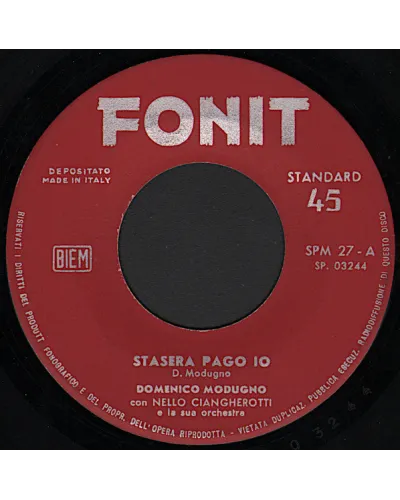 FONIT
DEPOSITATO
MADE IN ITALY
STANDARD
45
BIEM
SPM 27 - A
SP. 03244
STASERA PAGO IO
D. Modugno
DOMENICO MODUGNO
con NELLO CIANGHEROTTI
e la sua orchestra
RISERVATI I DIRITTI DEL PRODUTT. FONOGRAFICO E DEL PROPR. DELL'OPERA RIPRODOTTA - VIETATA DUPLICAZ. PUBBLICA ESECUZ. RADIODIFFUSIONE DI QUESTO DISCO
03244